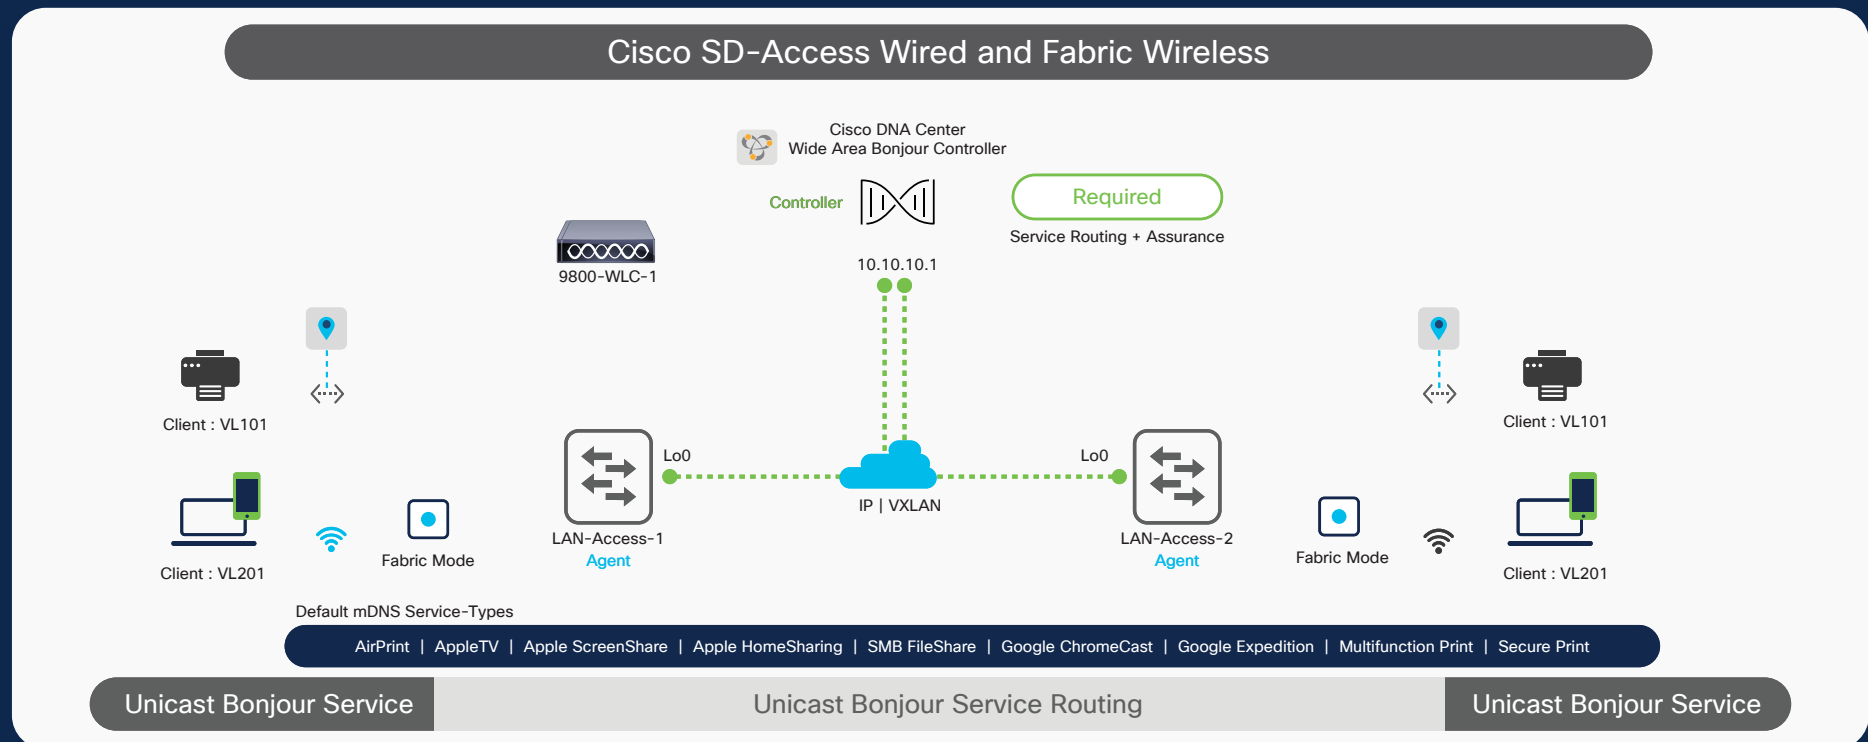 Cisco SD-Access Wired and Fabric Wireless
Cisco DNA Center
Wide Area Bonjour Controller
Controller
Required
Service Routing + Assurance
9800-WLC-1
10.10.10.1
Client : VL101
Client : VL101
Lo0
Lo0
IP | VXLAN
LAN-Access-1
Agent
LAN-Access-2
Agent
Fabric Mode
Fabric Mode
Client : VL201
Client : VL201
Default mDNS Service-Types
AirPrint | AppleTV | Apple ScreenShare | Apple HomeSharing | SMB FileShare | Google ChromeCast | Google Expedition | Multifunction Print | Secure Print
Unicast Bonjour Service
Unicast Bonjour Service Routing
Unicast Bonjour Service